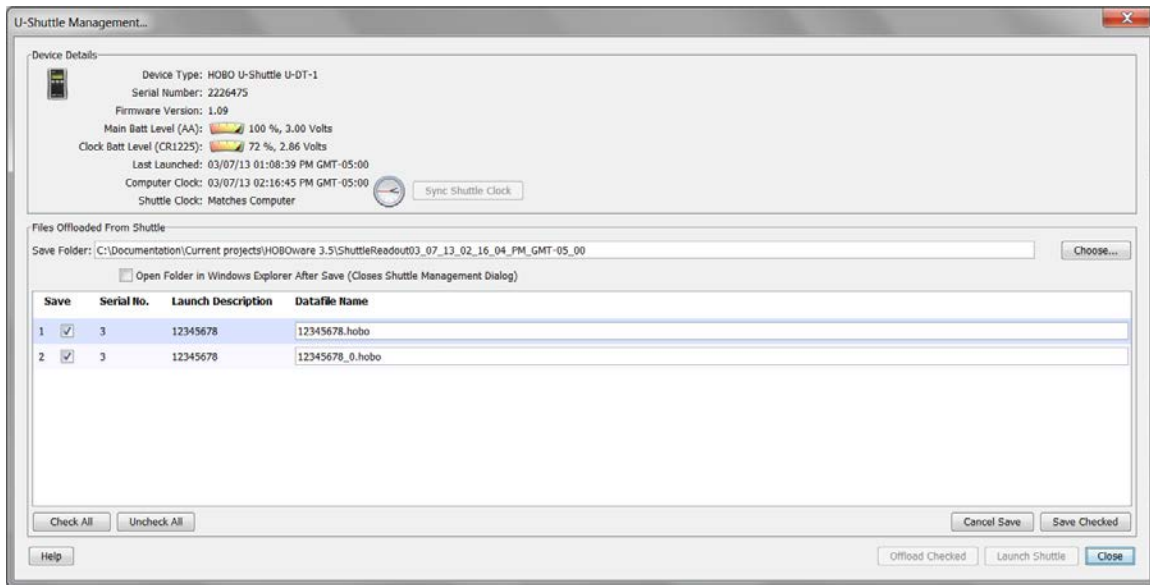 U-Shuttle Management...
Device Details
Device Type: HOBO U-Shuttle U-DT-1
Serial Number: 2226475
Firmware Version: 1.09
Main Batt Level (AA): 100 %, 3.00 Volts
Clock Batt Level (CR1225): 72 %, 2.86 Volts
Last Launched: 03/07/13 01:08:39 PM GMT-05:00
Computer Clock: 03/07/13 02:16:45 PM GMT-05:00
Sync Shuttle Clock
Shuttle Clock: Matches Computer
Files Offloaded From Shuttle
Save Folder: C:\Documentation\Current projects\HOBOware 3.5\ShuttleReadout03_07_13_02_16_04_PM_GMT-05_00 Choose...
Open Folder in Windows Explorer After Save (Closes Shuttle Management Dialog)
Save Serial No. Launch Description Datafile Name
1 3 12345678 12345678.hobo
2 3 12345678 12345678_0.hobo
Check All Uncheck All Cancel Save Save Checked
Help Offload Checked Launch Shuttle Close